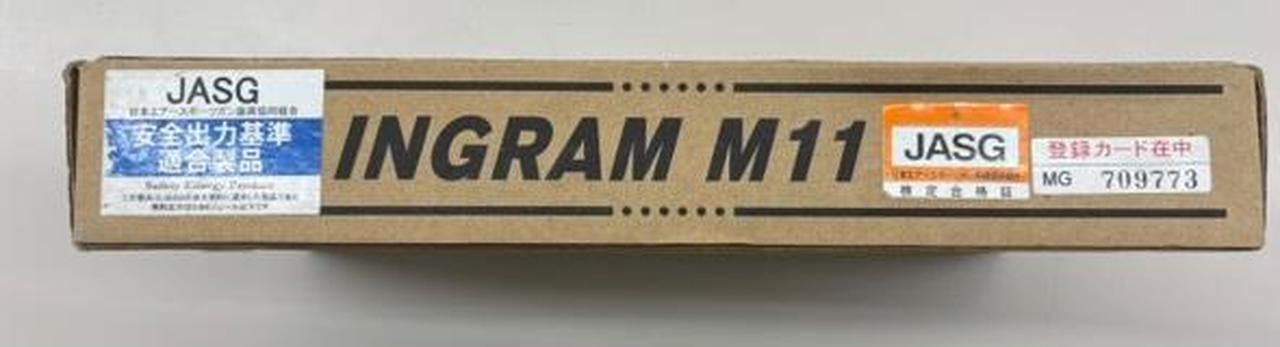 JASG
日本エアースポーツガン振興協同組合
安全出力基準
適合製品
Safety Energy Product
INGRAM M11
JASG
検定合格証
登録カード在中
MG 709773